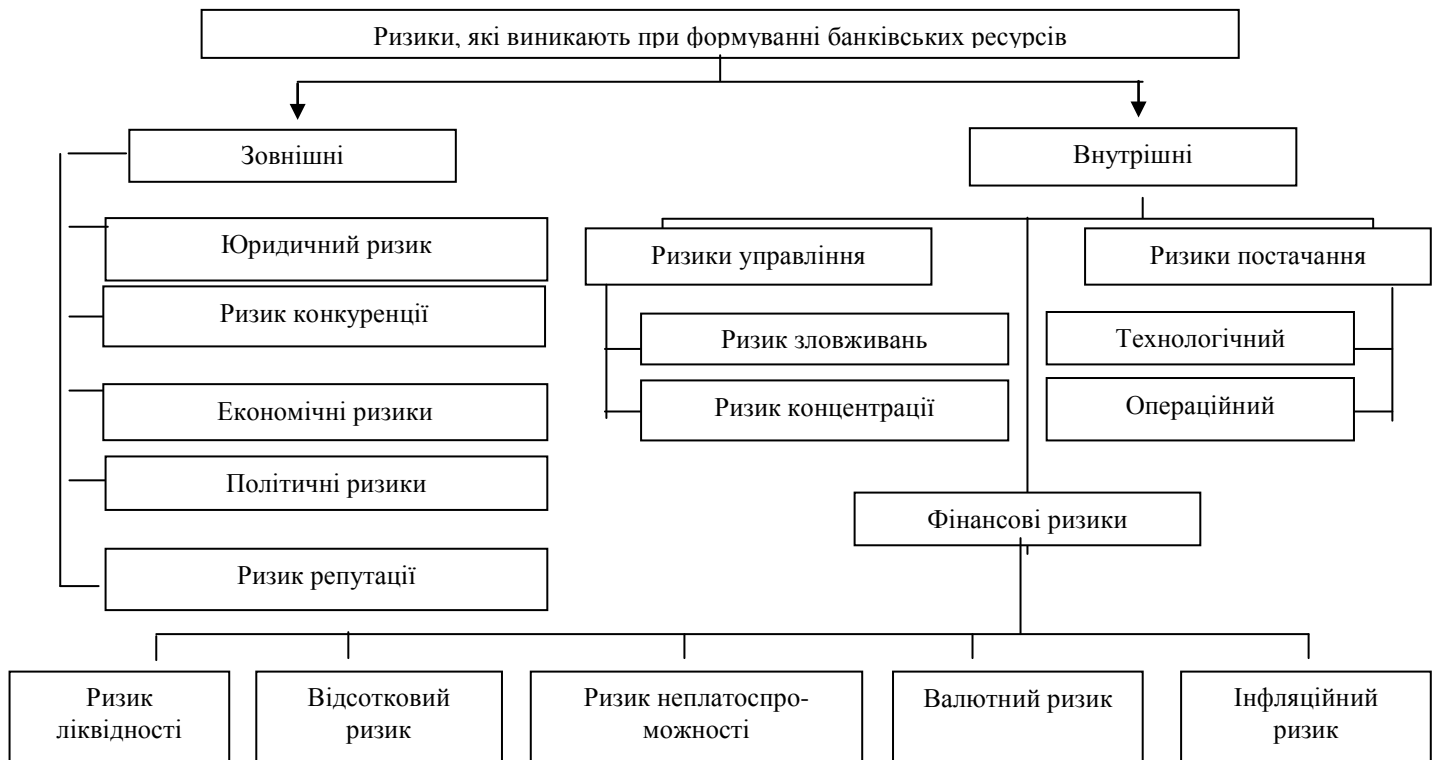 Ризики, які виникають при формуванні банківських ресурсів
Зовнішні
Внутрішні
Юридичний ризик
Ризик конкуренції
Економічні ризики
Політичні ризики
Ризик репутації
Ризики управління
Ризик зловживань
Ризик концентрації
Ризики постачання
Технологічний
Операційний
Фінансові ризики
Ризик
ліквідності
Відсотковий
ризик
Ризик неплатоспро-
можності
Валютний ризик
Інфляційний
ризик